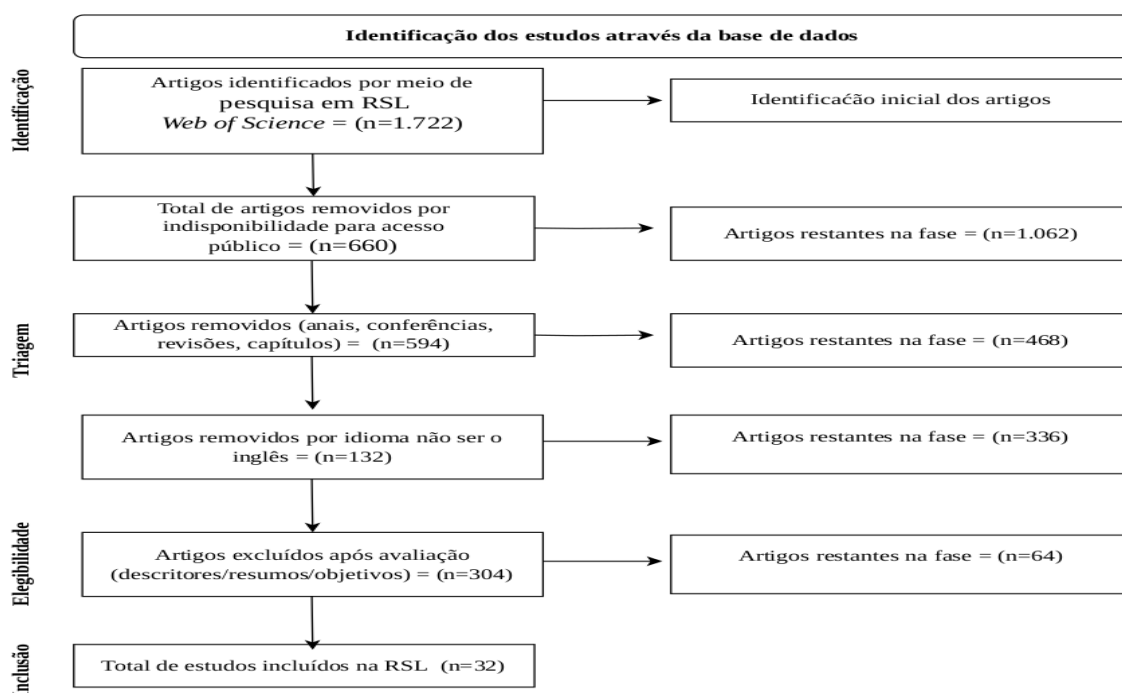 Identificação dos estudos através da base de dados
Identificação
Artigos identificados por meio de
pesquisa em RSL
Web of Science = (n=1.722)
Identificaćão inicial dos artigos
Total de artigos removidos por
indisponibilidade para acesso
público = (n=660)
Artigos restantes na fase = (n=1.062)
Triagem
Artigos removidos (anais, conferências,
revisões, capítulos) = (n=594)
Artigos restantes na fase = (n=468)
Artigos removidos por idioma não ser o
inglês = (n=132)
Artigos restantes na fase = (n=336)
Elegibilidade
Artigos excluídos após avaliação
(descritores/resumos/objetivos) = (n=304)
Artigos restantes na fase = (n=64)
nclusão
Total de estudos incluídos na RSL (n=32)